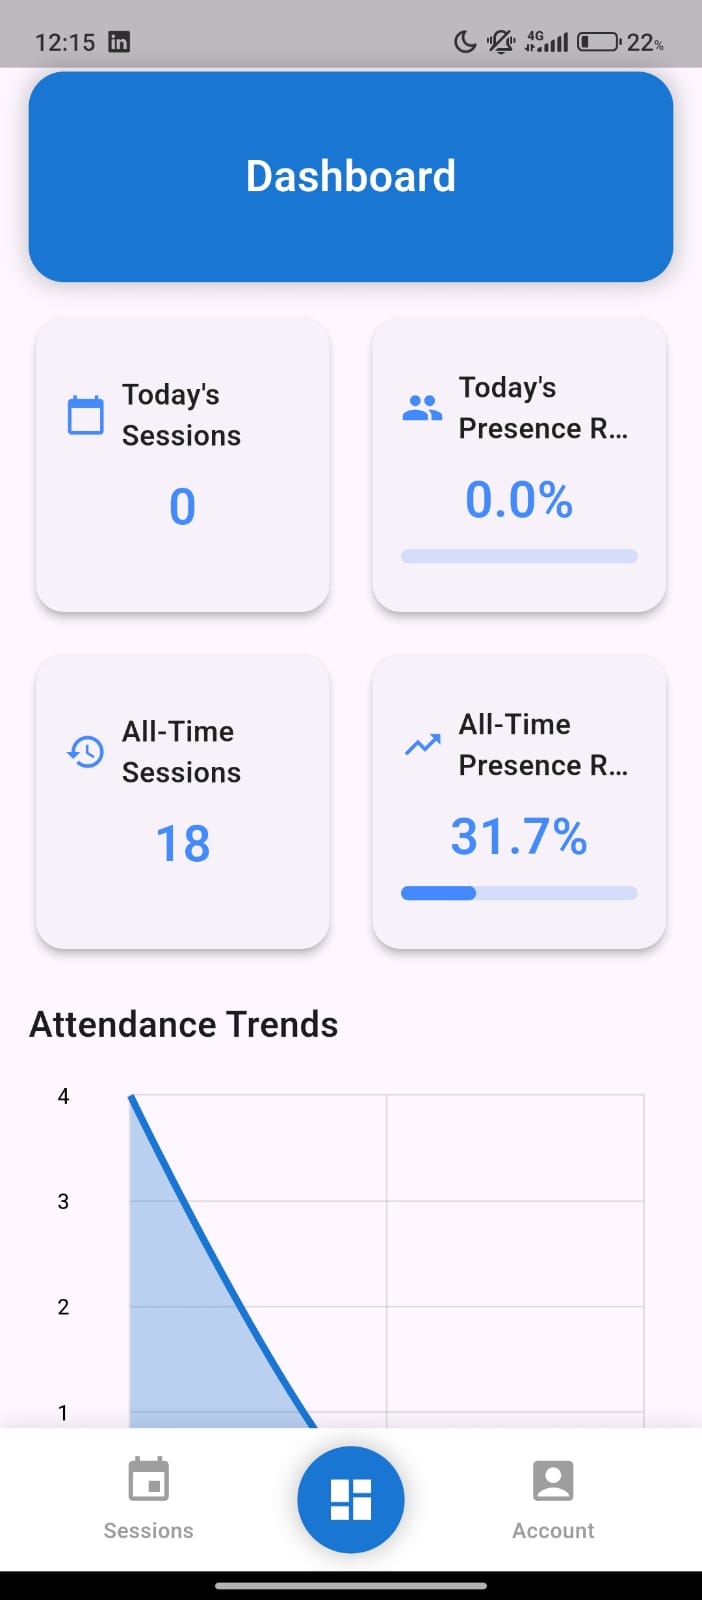 12:15 in 4G 22%
Dashboard
Today's
Sessions
0
Today's
Presence R...
0.0%
All-Time
Sessions
18
All-Time
Presence R...
31.7%
Attendance Trends
4
3
2
1
Sessions
Account